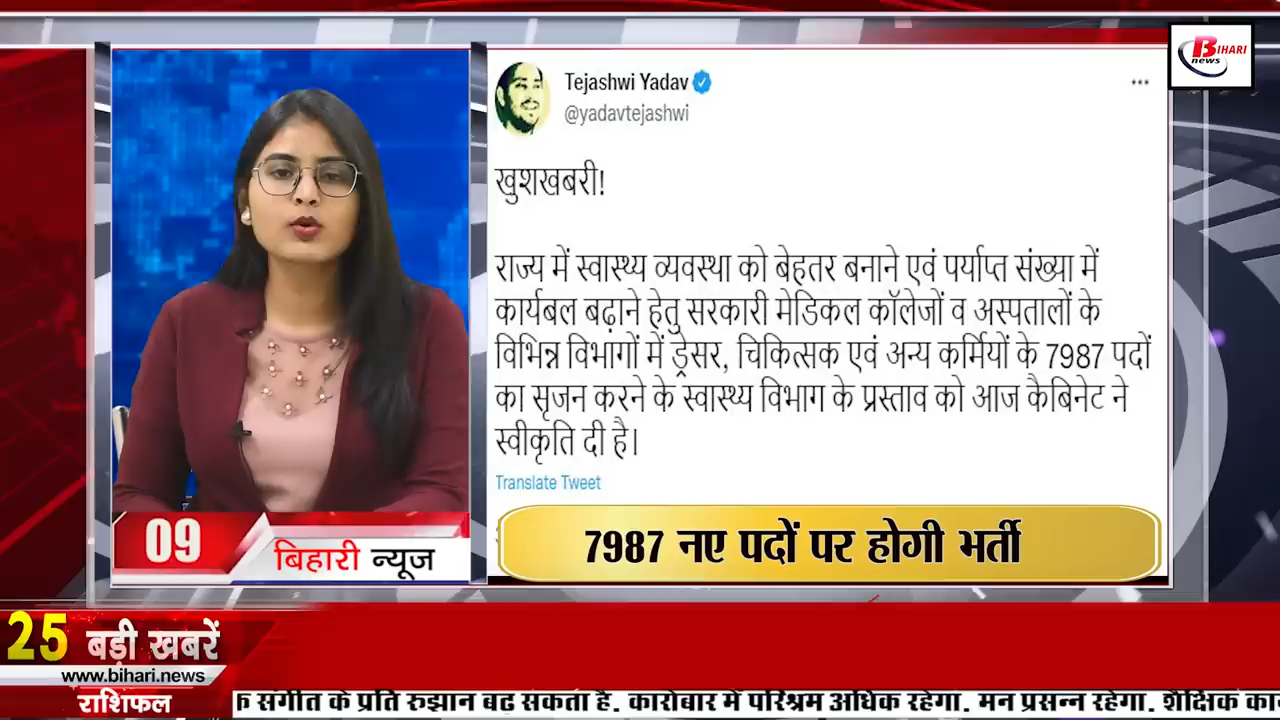 BIHARI
news
Tejashwi Yadav
@yadavtejashwi
खुशखबरी!
राज्य में स्वास्थ्य व्यवस्था को बेहतर बनाने एवं पर्याप्त संख्या में
कार्यबल बढ़ाने हेतु सरकारी मेडिकल कॉलेजों व अस्पतालों के
विभिन्न विभागों में ड्रेसर, चिकित्सक एवं अन्य कर्मियों के 7987 पदों
का सृजन करने के स्वास्थ्य विभाग के प्रस्ताव को आज कैबिनेट ने
स्वीकृति दी है।
Translate Tweet
7987 नए पदों पर होगी भर्ती
09
बिहारी न्यूज
25 बड़ी खबरें
www.bihari.news
राशिफल
संगीत के प्रति रुझान बढ़ सकता है. कारोबार में परिश्रम अधिक रहेगा. मन प्रसन्न रहेगा. शैक्षिक